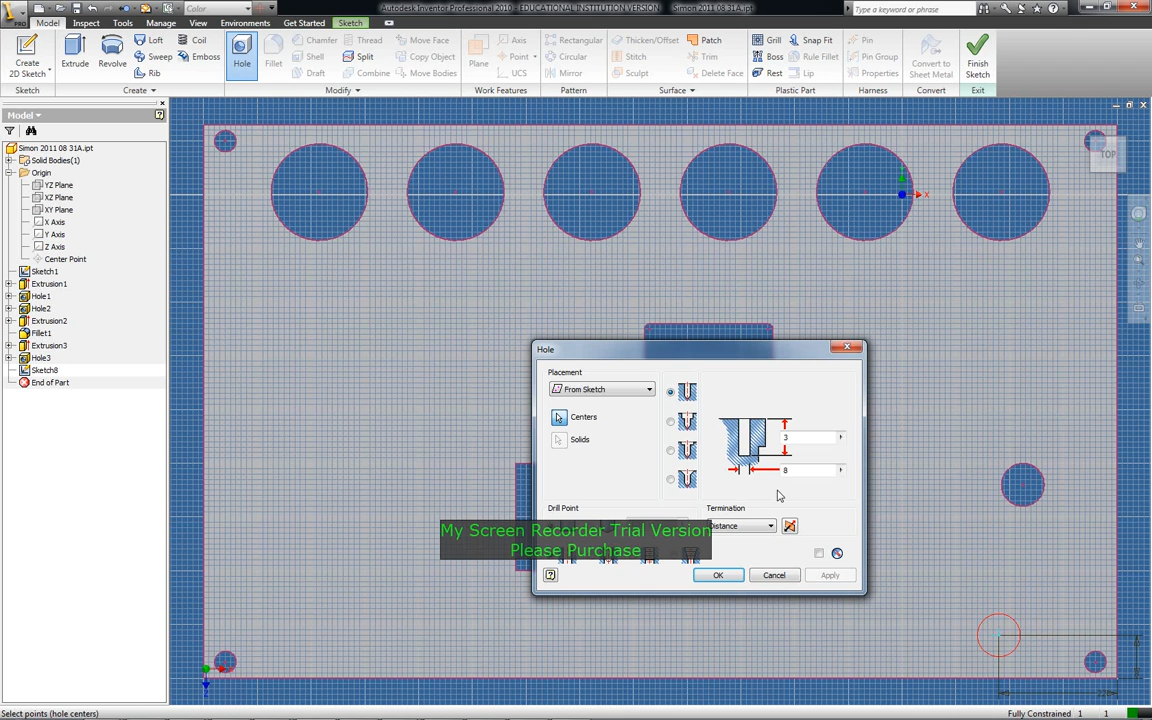 Color
Autodesk Inventor Professional 2010 - EDUCATIONAL INSTITUTION VERSION Simon 2011 08 31A.ipt
Type a keyword or phrase
Model Inspect Tools Manage View Environments Get Started Sketch
Create 2D Sketch
Extrude Revolve
Loft Coil
Sweep Emboss
Rib
Hole Fillet
Chamfer Thread Move Face
Shell Split Copy Object
Draft Combine Move Bodies
Plane
Axis
Point
UCS
Rectangular
Circular
Mirror
Thicken/Offset Patch
Stitch Trim
Sculpt Delete Face
Grill Snap Fit
Boss Rule Fillet
Rest Lip
Pin
Pin Group
Properties
Convert to Sheet Metal
Finish Sketch
Sketch Create Modify Work Features Pattern Surface Plastic Part Harness Convert Exit
Model
Simon 2011 08 31A.ipt
Solid Bodies(1)
Origin
YZ Plane
XZ Plane
XY Plane
X Axis
Y Axis
Z Axis
Center Point
Sketch1
Extrusion1
Hole1
Hole2
Extrusion2
Fillet1
Extrusion3
Hole3
Sketch8
End of Part
TOP
X
Z
Hole
Placement
From Sketch
Centers
Solids
3
8
Drill Point
Termination
Distance
My Screen Recorder Trial Version
Please Purchase
OK Cancel Apply
22
Select points (hole centers)
Fully Constrained 1 1